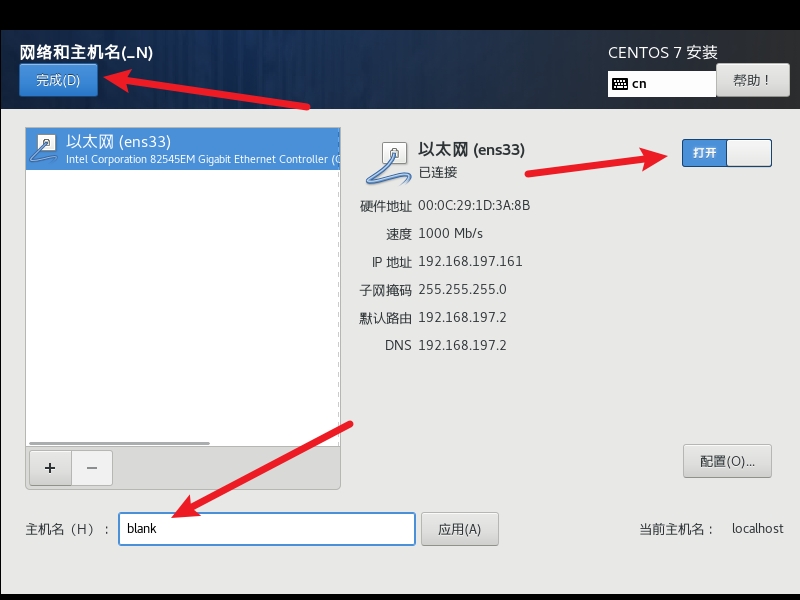 网络和主机名(_N)
CENTOS 7 安装
完成(D)
cn
帮助！
以太网 (ens33)
Intel Corporation 82545EM Gigabit Ethernet Controller (C
以太网 (ens33)
已连接
打开
硬件地址 00:0C:29:1D:3A:8B
速度 1000 Mb/s
IP 地址 192.168.197.161
子网掩码 255.255.255.0
默认路由 192.168.197.2
DNS 192.168.197.2
+ −
配置(O)...
主机名（H）： blank 应用(A) 当前主机名： localhost